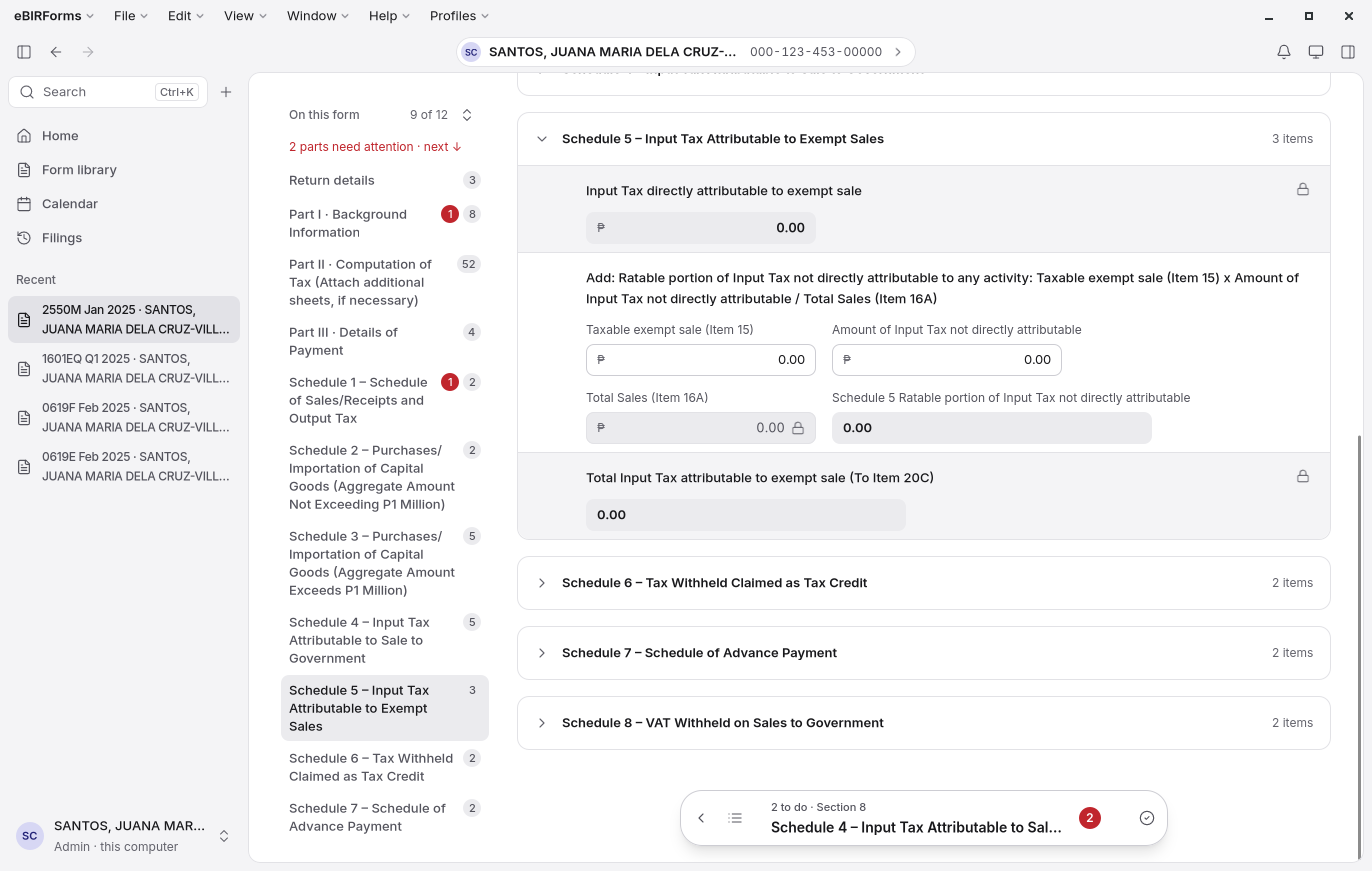 eBIRForms File Edit View Window Help Profiles
SC SANTOS, JUANA MARIA DELA CRUZ-... 000-123-453-00000
Search Ctrl+K
Home
Form library
Calendar
Filings
Recent
2550M Jan 2025 · SANTOS,
JUANA MARIA DELA CRUZ-VILL...
1601EQ Q1 2025 · SANTOS,
JUANA MARIA DELA CRUZ-VILL...
0619F Feb 2025 · SANTOS,
JUANA MARIA DELA CRUZ-VILL...
0619E Feb 2025 · SANTOS,
JUANA MARIA DELA CRUZ-VILL...
SC SANTOS, JUANA MAR...
Admin · this computer
On this form 9 of 12
2 parts need attention · next ↓
Return details 3
Part I · Background 1 8
Information
Part II · Computation of 52
Tax (Attach additional
sheets, if necessary)
Part III · Details of 4
Payment
Schedule 1 – Schedule 1 2
of Sales/Receipts and
Output Tax
Schedule 2 – Purchases/ 2
Importation of Capital
Goods (Aggregate Amount
Not Exceeding P1 Million)
Schedule 3 – Purchases/ 5
Importation of Capital
Goods (Aggregate Amount
Exceeds P1 Million)
Schedule 4 – Input Tax 5
Attributable to Sale to
Government
Schedule 5 – Input Tax 3
Attributable to Exempt
Sales
Schedule 6 – Tax Withheld 2
Claimed as Tax Credit
Schedule 7 – Schedule of 2
Advance Payment
Schedule 5 – Input Tax Attributable to Exempt Sales 3 items
Input Tax directly attributable to exempt sale
₱ 0.00
Add: Ratable portion of Input Tax not directly attributable to any activity: Taxable exempt sale (Item 15) x Amount of
Input Tax not directly attributable / Total Sales (Item 16A)
Taxable exempt sale (Item 15) Amount of Input Tax not directly attributable
₱ 0.00 ₱ 0.00
Total Sales (Item 16A) Schedule 5 Ratable portion of Input Tax not directly attributable
₱ 0.00 0.00
Total Input Tax attributable to exempt sale (To Item 20C)
0.00
Schedule 6 – Tax Withheld Claimed as Tax Credit 2 items
Schedule 7 – Schedule of Advance Payment 2 items
Schedule 8 – VAT Withheld on Sales to Government 2 items
2 to do · Section 8
Schedule 4 – Input Tax Attributable to Sal... 2